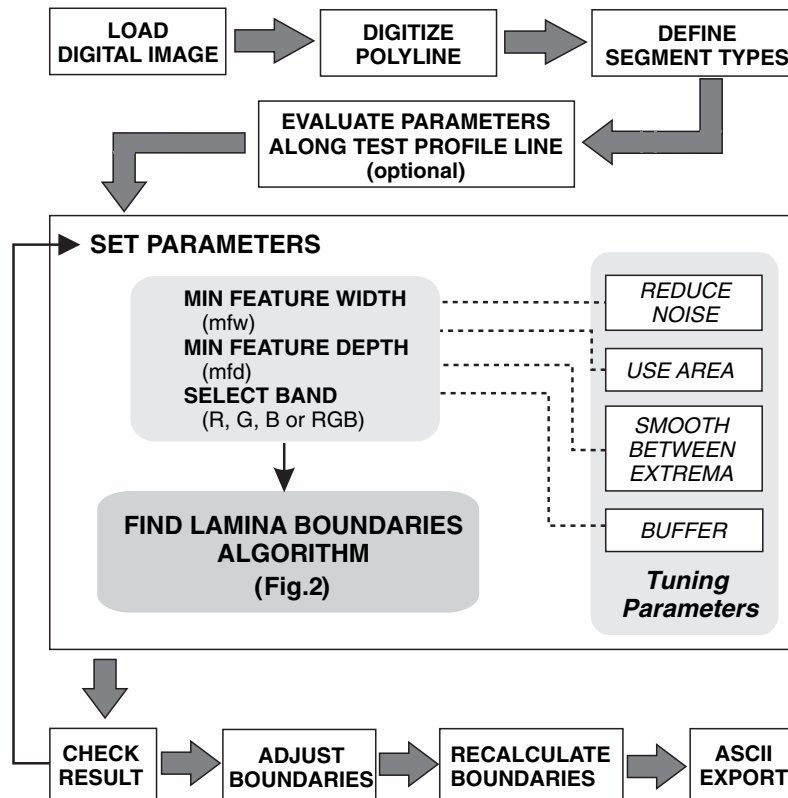 LOAD
DIGITAL IMAGE
DIGITIZE
POLYLINE
DEFINE
SEGMENT TYPES
EVALUATE PARAMETERS
ALONG TEST PROFILE LINE
(optional)
SET PARAMETERS
MIN FEATURE WIDTH
(mfw)
MIN FEATURE DEPTH
(mfd)
SELECT BAND
(R, G, B or RGB)
REDUCE
NOISE
USE AREA
SMOOTH
BETWEEN
EXTREMA
BUFFER
Tuning
Parameters
FIND LAMINA BOUNDARIES
ALGORITHM
(Fig.2)
CHECK
RESULT
ADJUST
BOUNDARIES
RECALCULATE
BOUNDARIES
ASCII
EXPORT